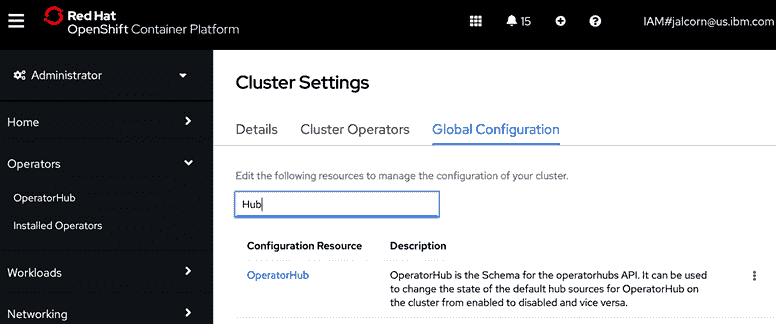 Red Hat
OpenShift Container Platform
15
IAM#jalcorn@us.ibm.com
Administrator
Home
Operators
OperatorHub
Installed Operators
Workloads
Networking
Cluster Settings
Details Cluster Operators Global Configuration
Edit the following resources to manage the configuration of your cluster.
Hub
Configuration Resource Description
OperatorHub
OperatorHub is the Schema for the operatorhubs API. It can be used
to change the state of the default hub sources for OperatorHub on
the cluster from enabled to disabled and vice versa.